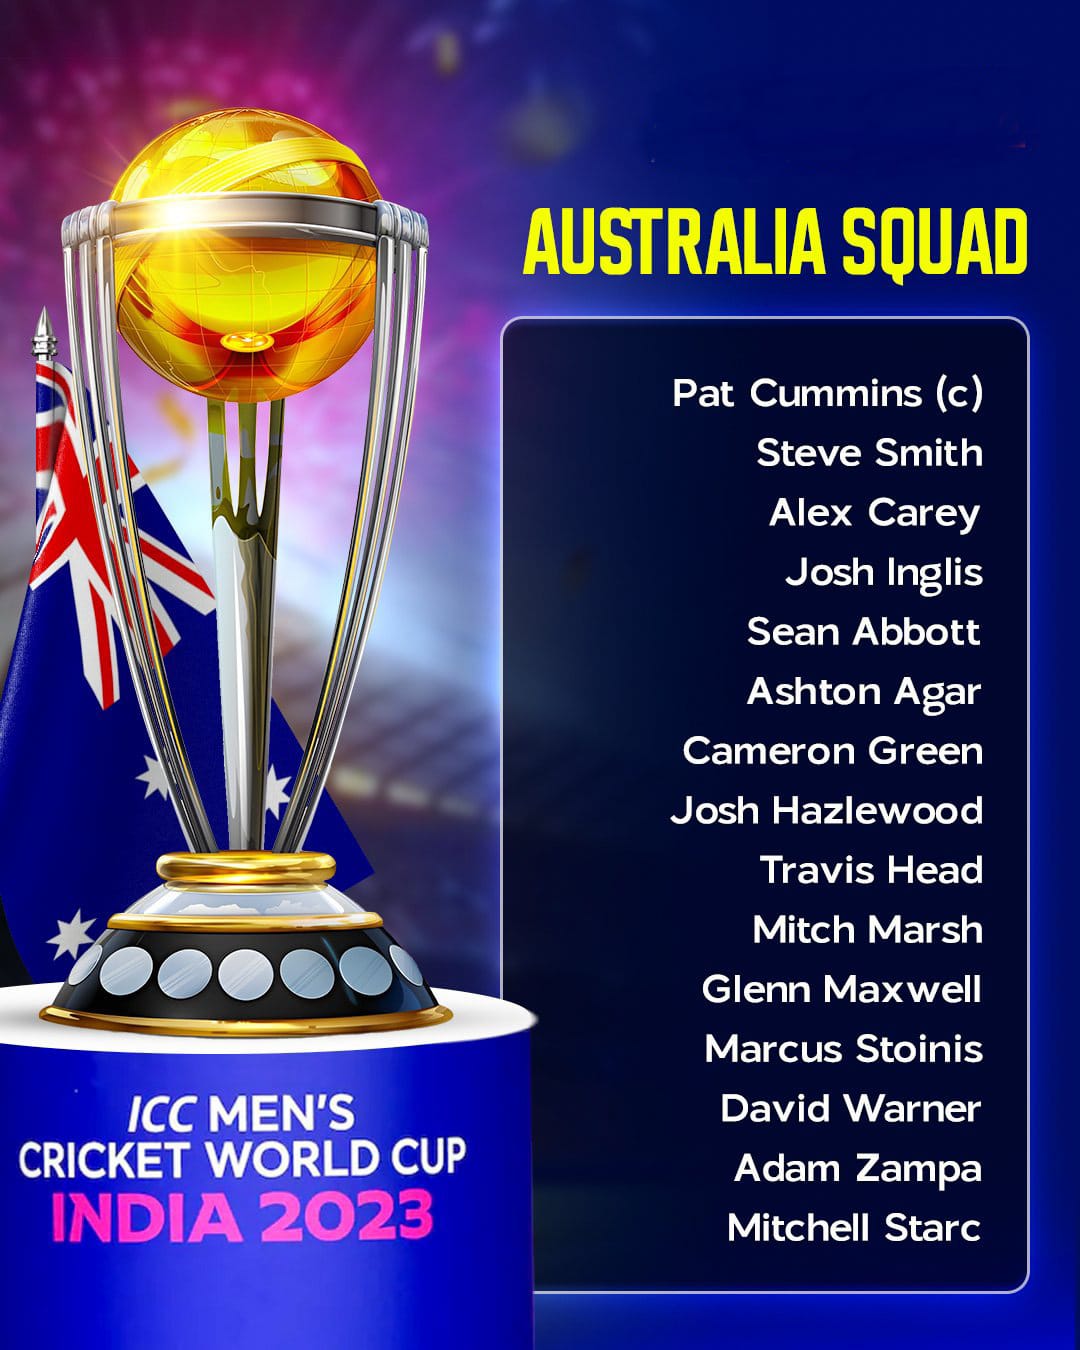 AUSTRALIA SQUAD
Pat Cummins (c)
Steve Smith
Alex Carey
Josh Inglis
Sean Abbott
Ashton Agar
Cameron Green
Josh Hazlewood
Travis Head
Mitch Marsh
Glenn Maxwell
Marcus Stoinis
David Warner
Adam Zampa
Mitchell Starc
ICC MEN'S
CRICKET WORLD CUP
INDIA 2023